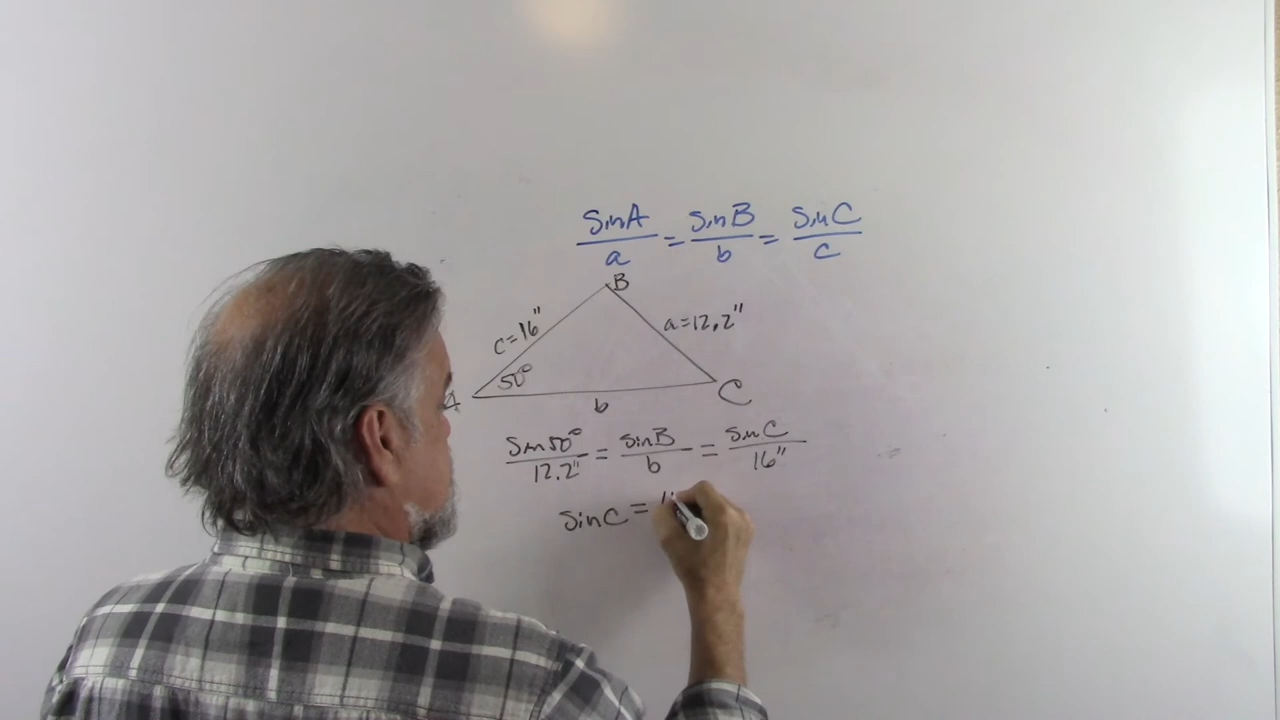 sinA/a = sinB/b = sinC/c
B
c=16"
a=12.2"
50°
A
C
b
sin50°/12.2" = sinB/b = sinC/16"
sinC =